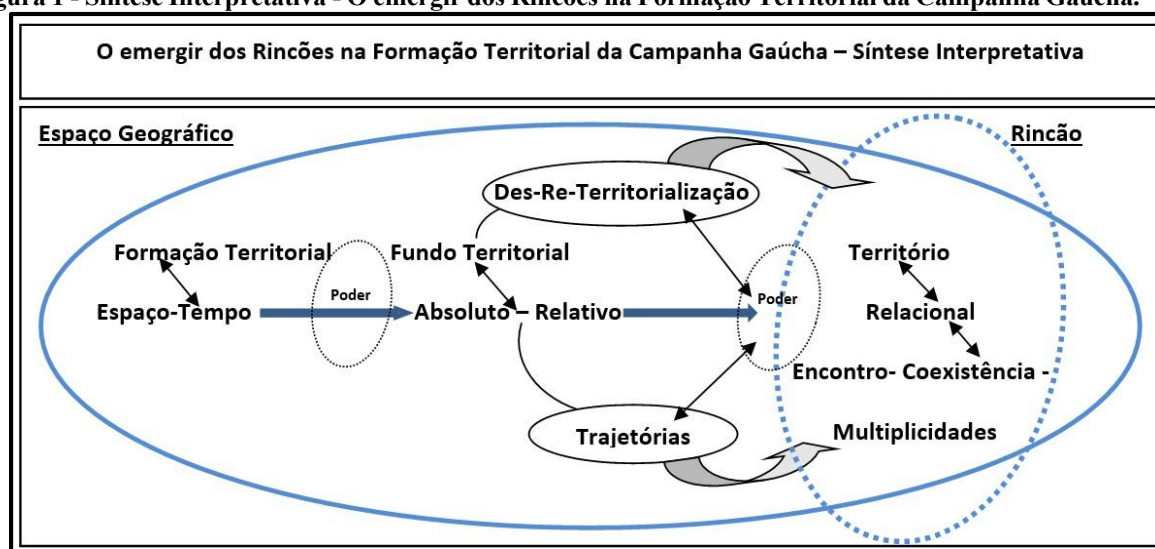 gura 1 - Síntese Interpretativa - O emergir dos Rincões na Formação Territorial da Campanha Gaúcha.
O emergir dos Rincões na Formação Territorial da Campanha Gaúcha – Síntese Interpretativa
Espaço Geográfico
Rincão
Des-Re-Territorialização
Formação Territorial
Fundo Territorial
Território
Poder
Poder
Espaço-Tempo
Absoluto – Relativo
Relacional
Encontro- Coexistência -
Trajetórias
Multiplicidades